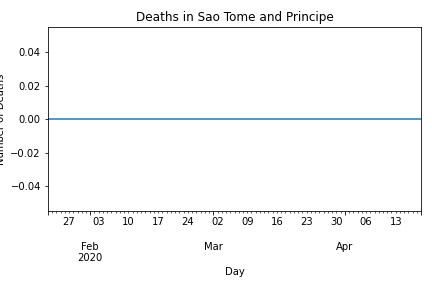 Deaths in Sao Tome and Principe
0.04
0.02
0.00
−0.02
−0.04
Number of Deaths
27 03 10 17 24 02 09 16 23 30 06 13
Feb Mar Apr
2020
Day